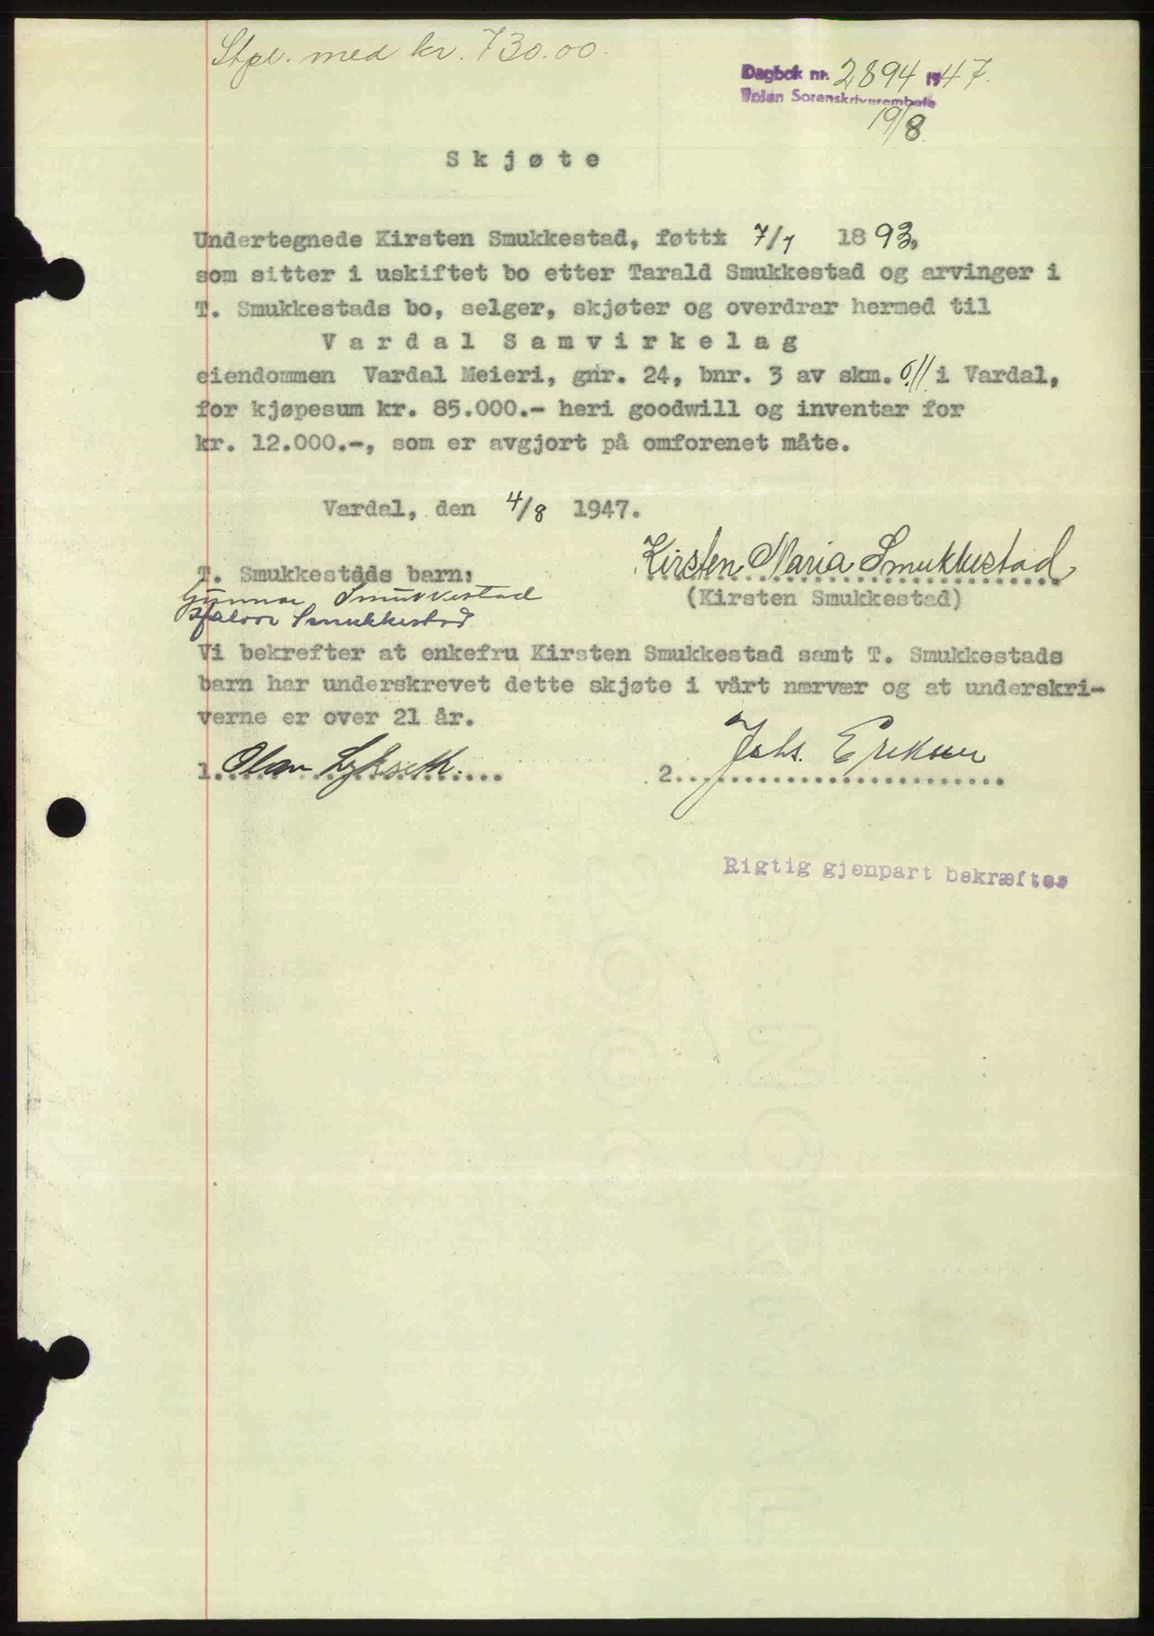 Stpl. med kr. 730.00.
Dagbok nr. 2894 1947.
Toten Sorenskriverembete
19/8
Skjøte
Undertegnede Kirsten Smukkestad, født 7/7 1893,
som sitter i uskiftet bo etter Tarald Smukkestad og arvinger i
T. Smukkestads bo, selger, skjøter og overdrar hermed til
Vardal Samvirkelag
eiendommen Vardal Meieri, gnr. 24, bnr. 3 av skm. 0.11 i Vardal,
for kjøpesum kr. 85.000.- heri goodwill og inventar for
kr. 12.000.-, som er avgjort på omforenet måte.
Vardal, den 4/8 1947.
Kirsten Maria Smukkestad
T. Smukkestads barn:
(Kirsten Smukkestad)
Gunnar Smukkestad
Halvor Smukkestad
Vi bekrefter at enkefru Kirsten Smukkestad samt T. Smukkestads
barn har underskrevet dette skjøte i vårt nærvær og at underskri-
verne er over 21 år.
1. Olav Lykseth. 2. Johs. Eriksen
Rigtig gjenpart bekræftes